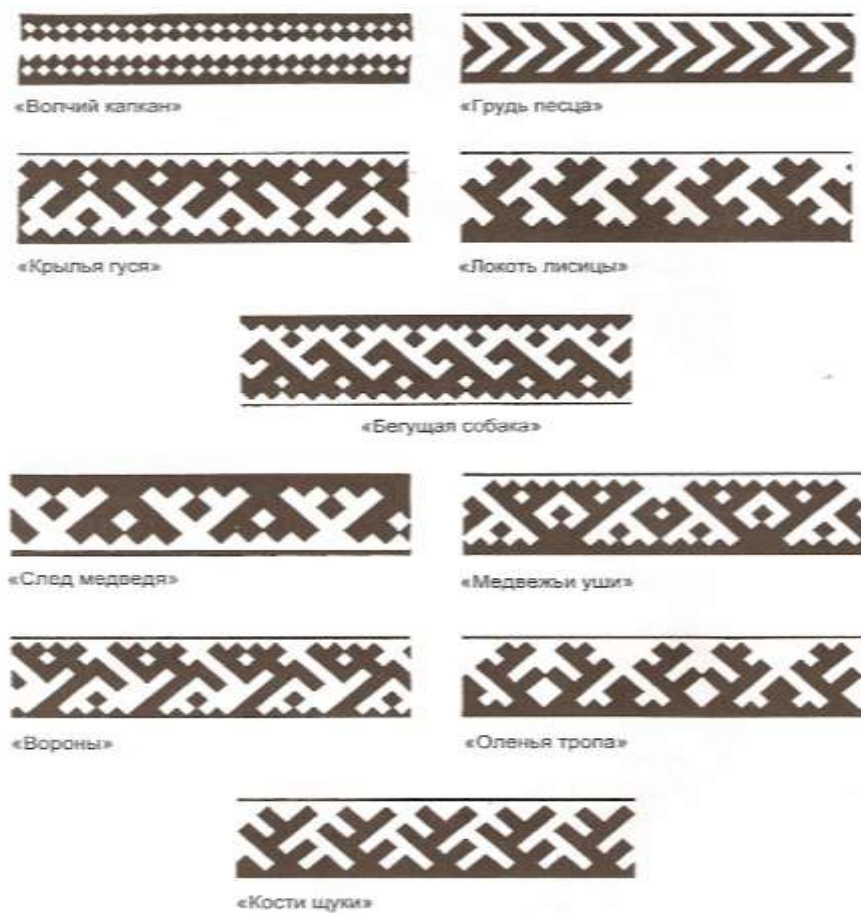 «Волчий капкан»
«Грудь песца»
«Крылья гуся»
«Локоть лисицы»
«Бегущая собака»
«След медведя»
«Медвежьи уши»
«Вороны»
«Оленья тропа»
«Кости щуки»